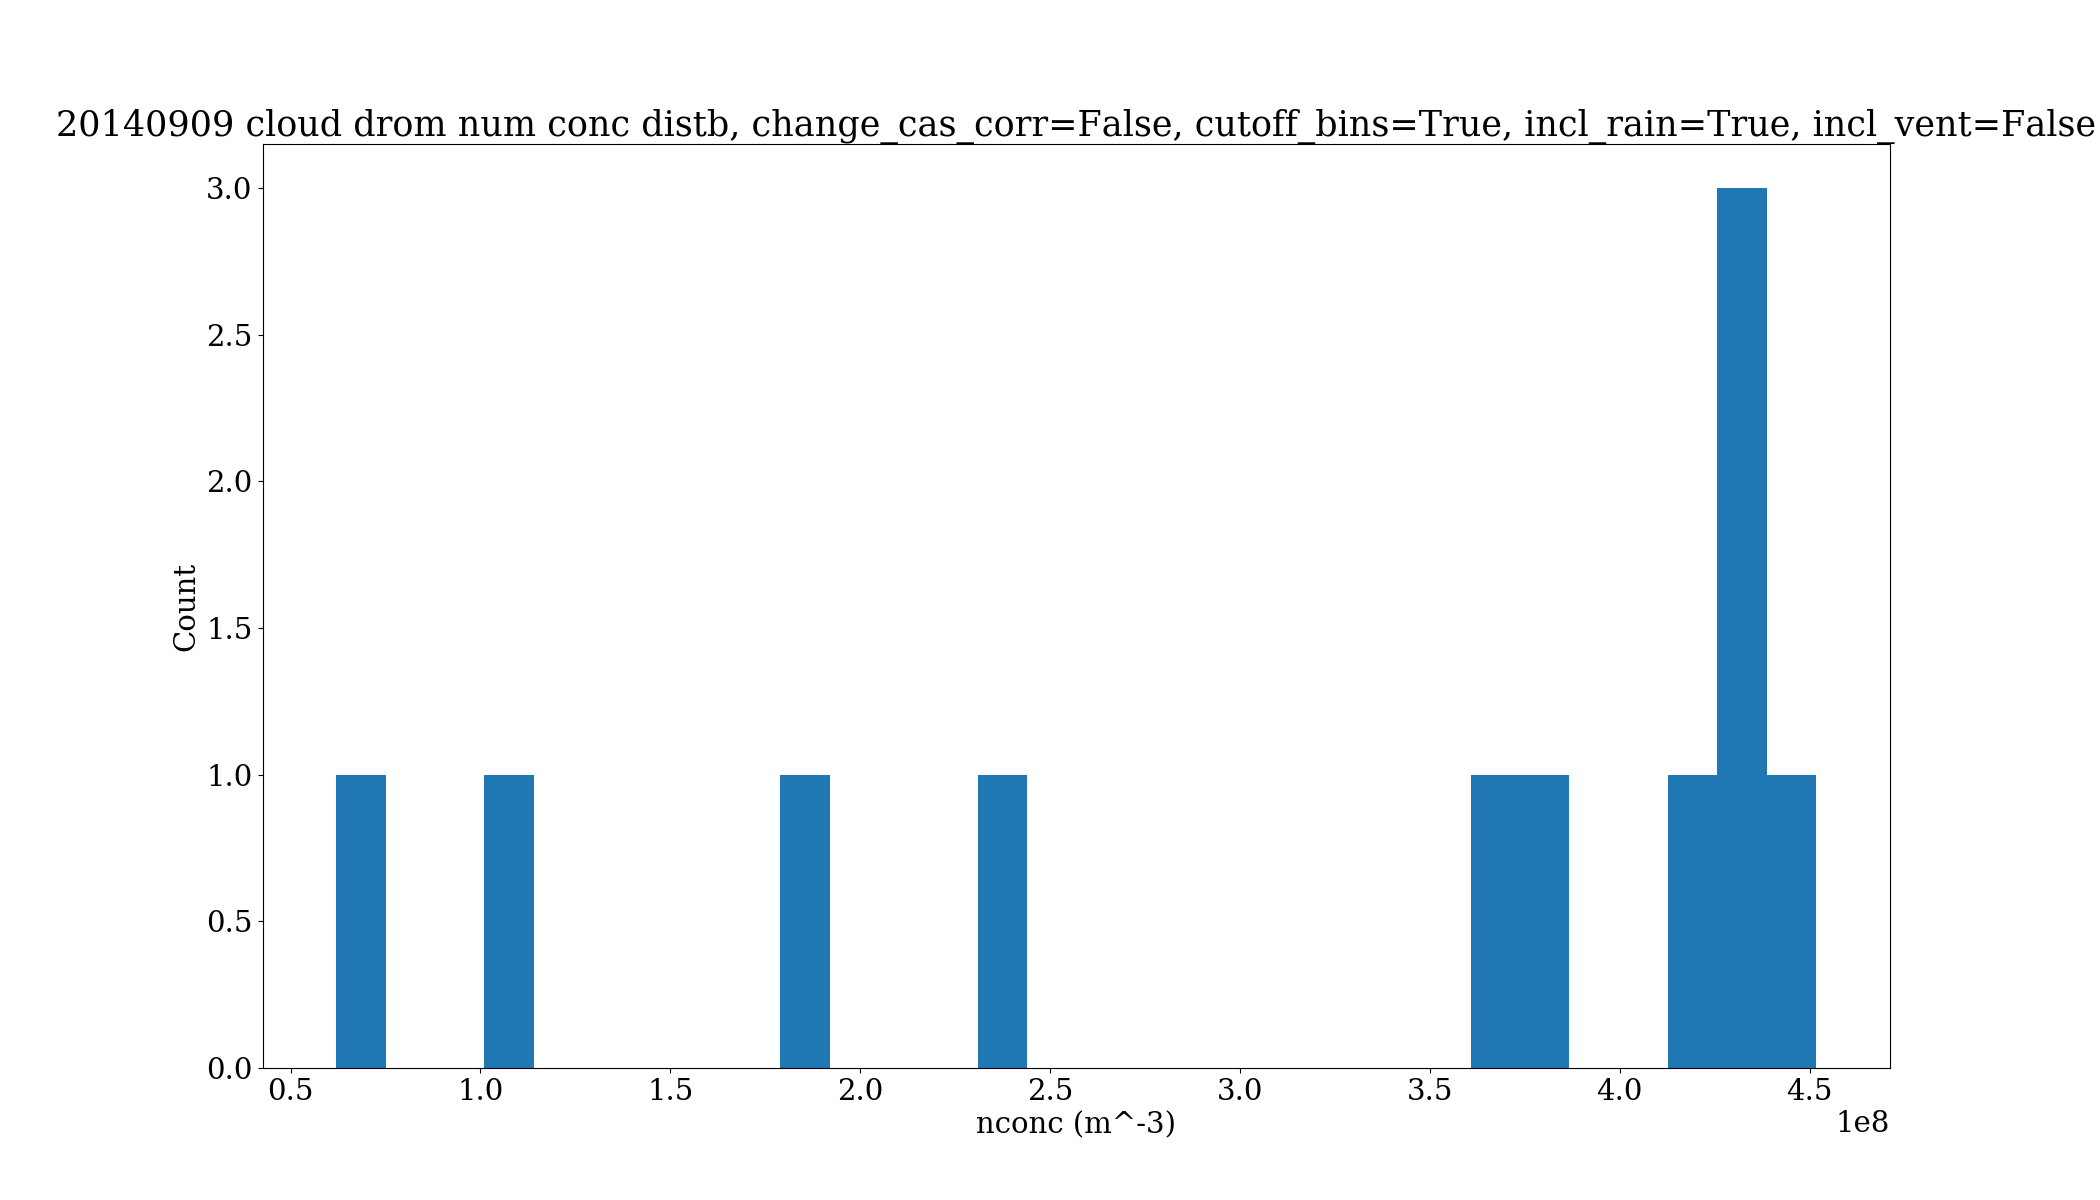 20140909 cloud drom num conc distb, change_cas_corr=False, cutoff_bins=True, incl_rain=True, incl_vent=False
3.0
2.5
2.0
1.5
1.0
0.5
0.0
Count
0.5 1.0 1.5 2.0 2.5 3.0 3.5 4.0 4.5
nconc (m^-3)
1e8